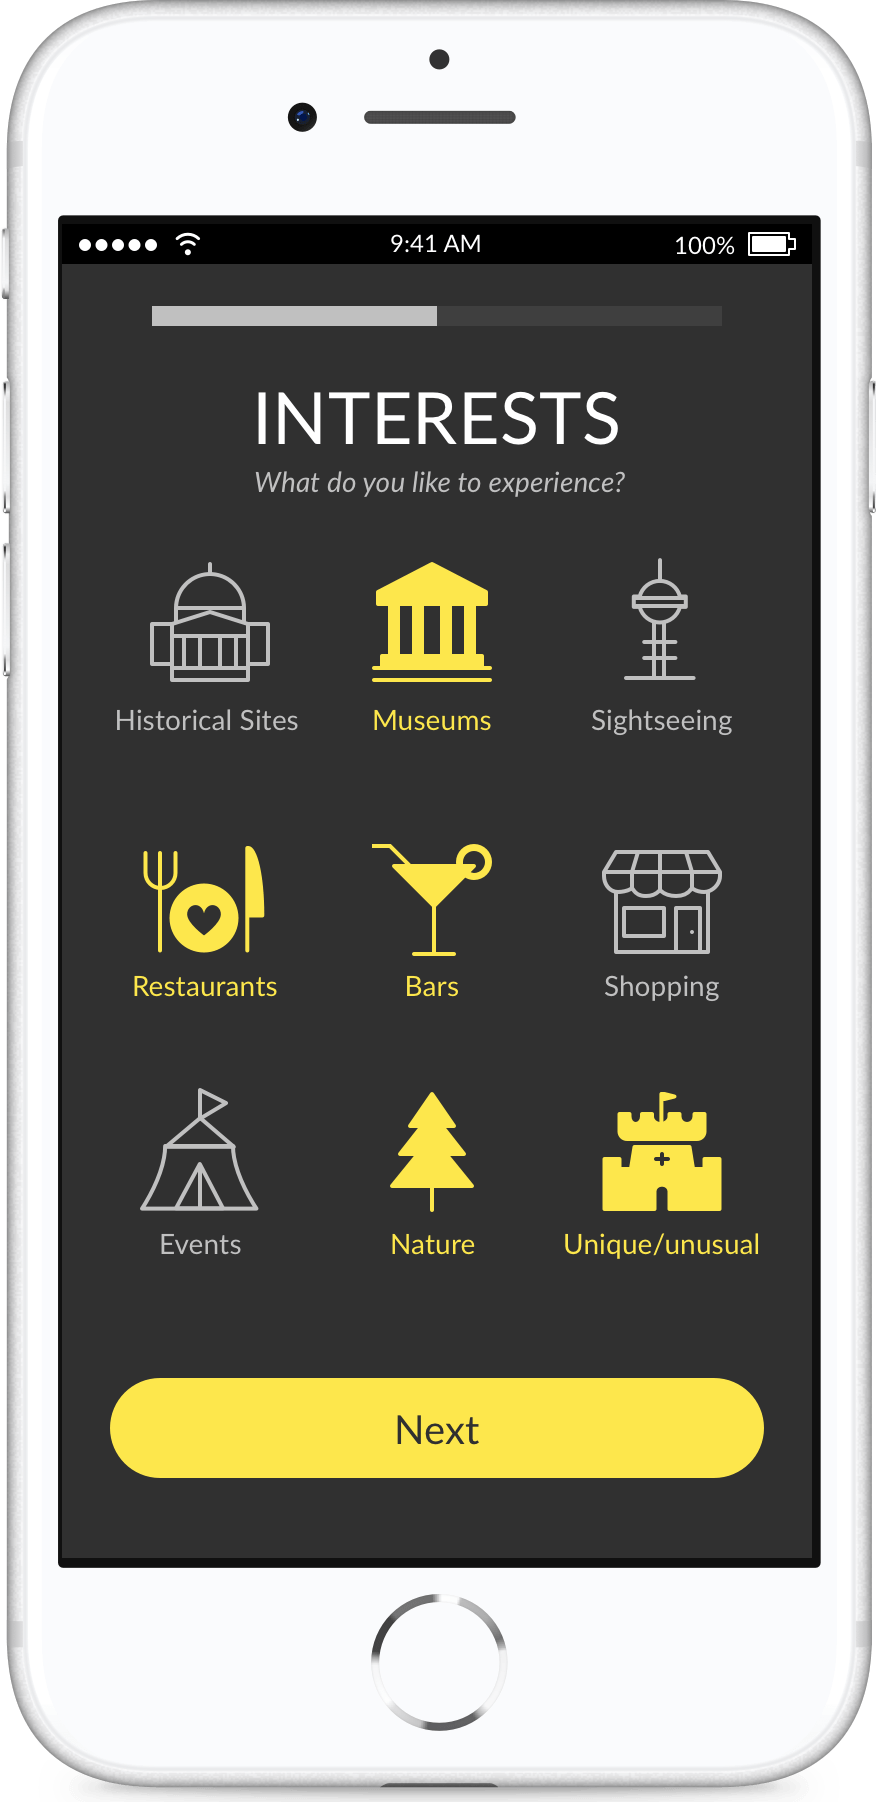 9:41 AM 100%
INTERESTS
What do you like to experience?
Historical Sites Museums Sightseeing
Restaurants Bars Shopping
Events Nature Unique/unusual
Next